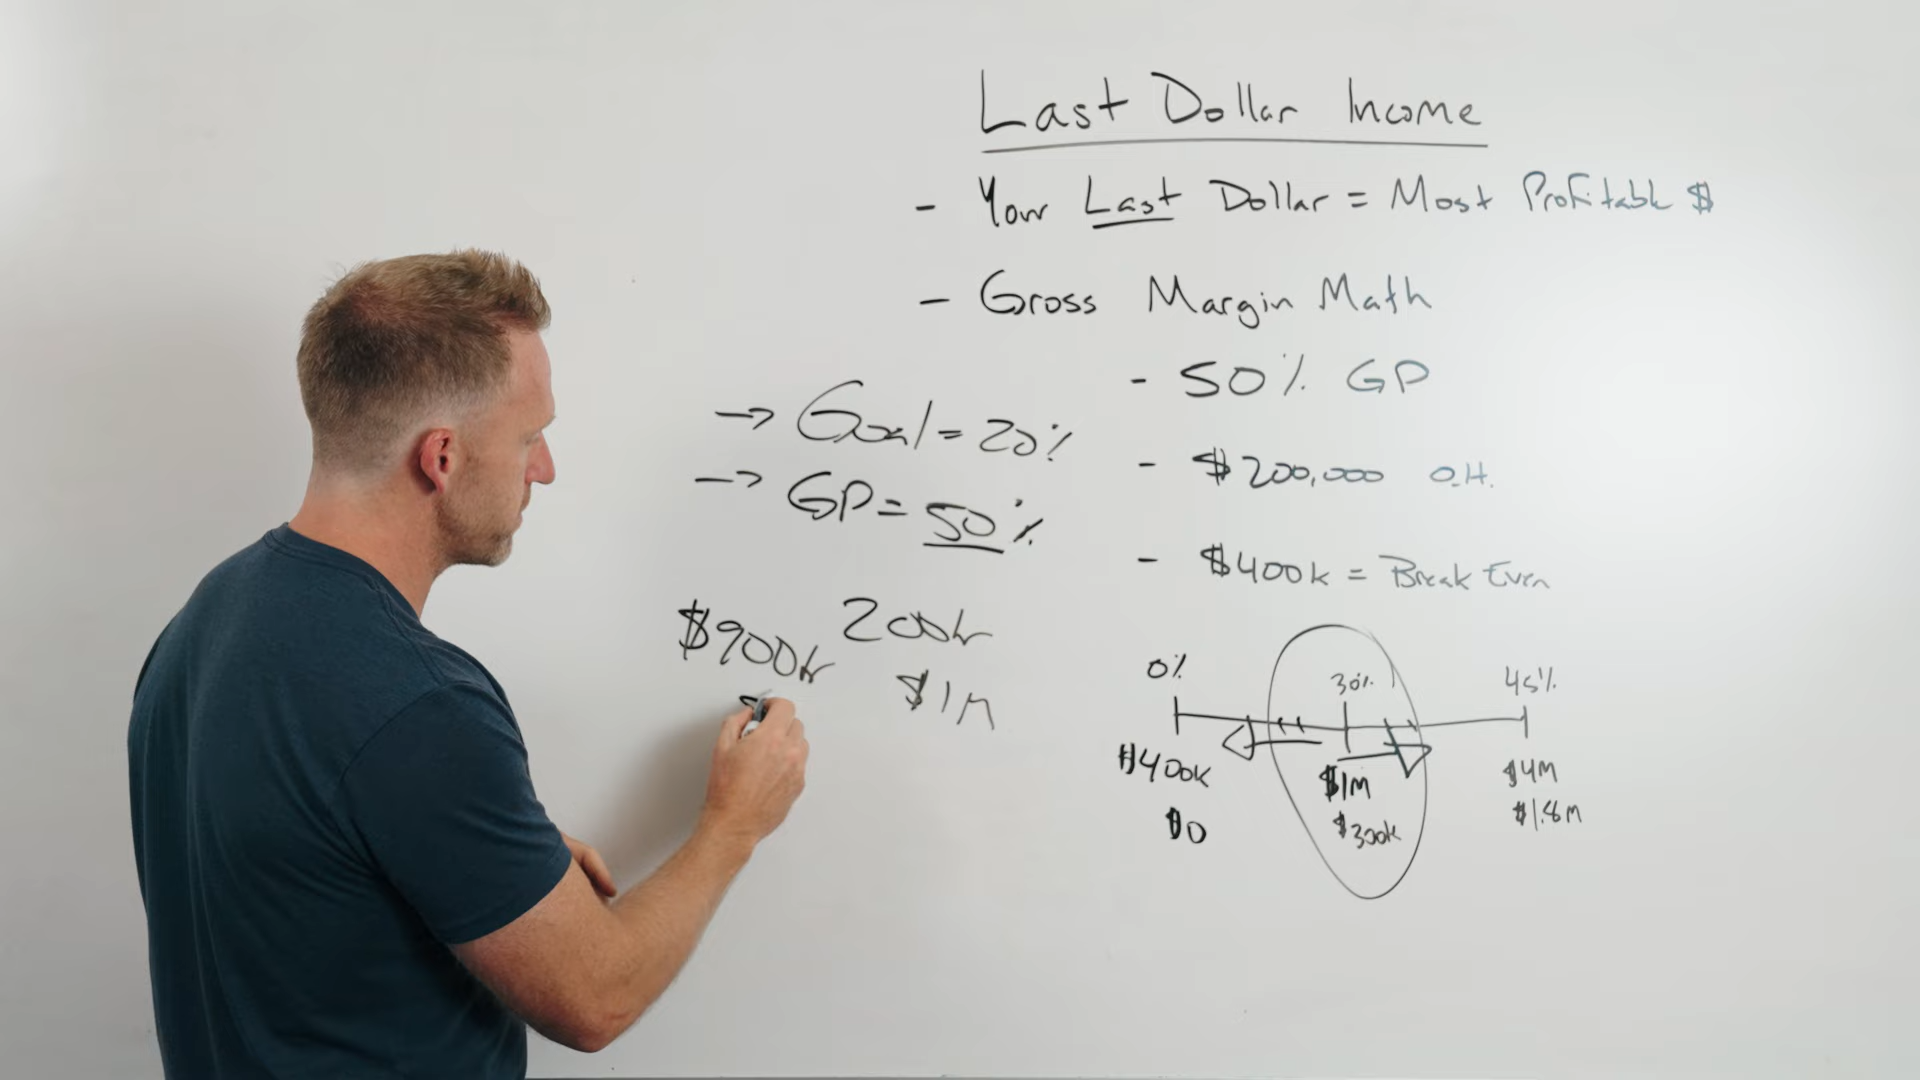 Last Dollar Income
- Your Last Dollar = Most Profitable $
- Gross Margin Math
- 50% GP
- $200,000 O.H.
- $400k = Break Even
→ Goal = 20%
→ GP = 50%
$900k 200k
$1M
0% 30% 45%
$400k $1M $4M
$0 $300k $1.8M